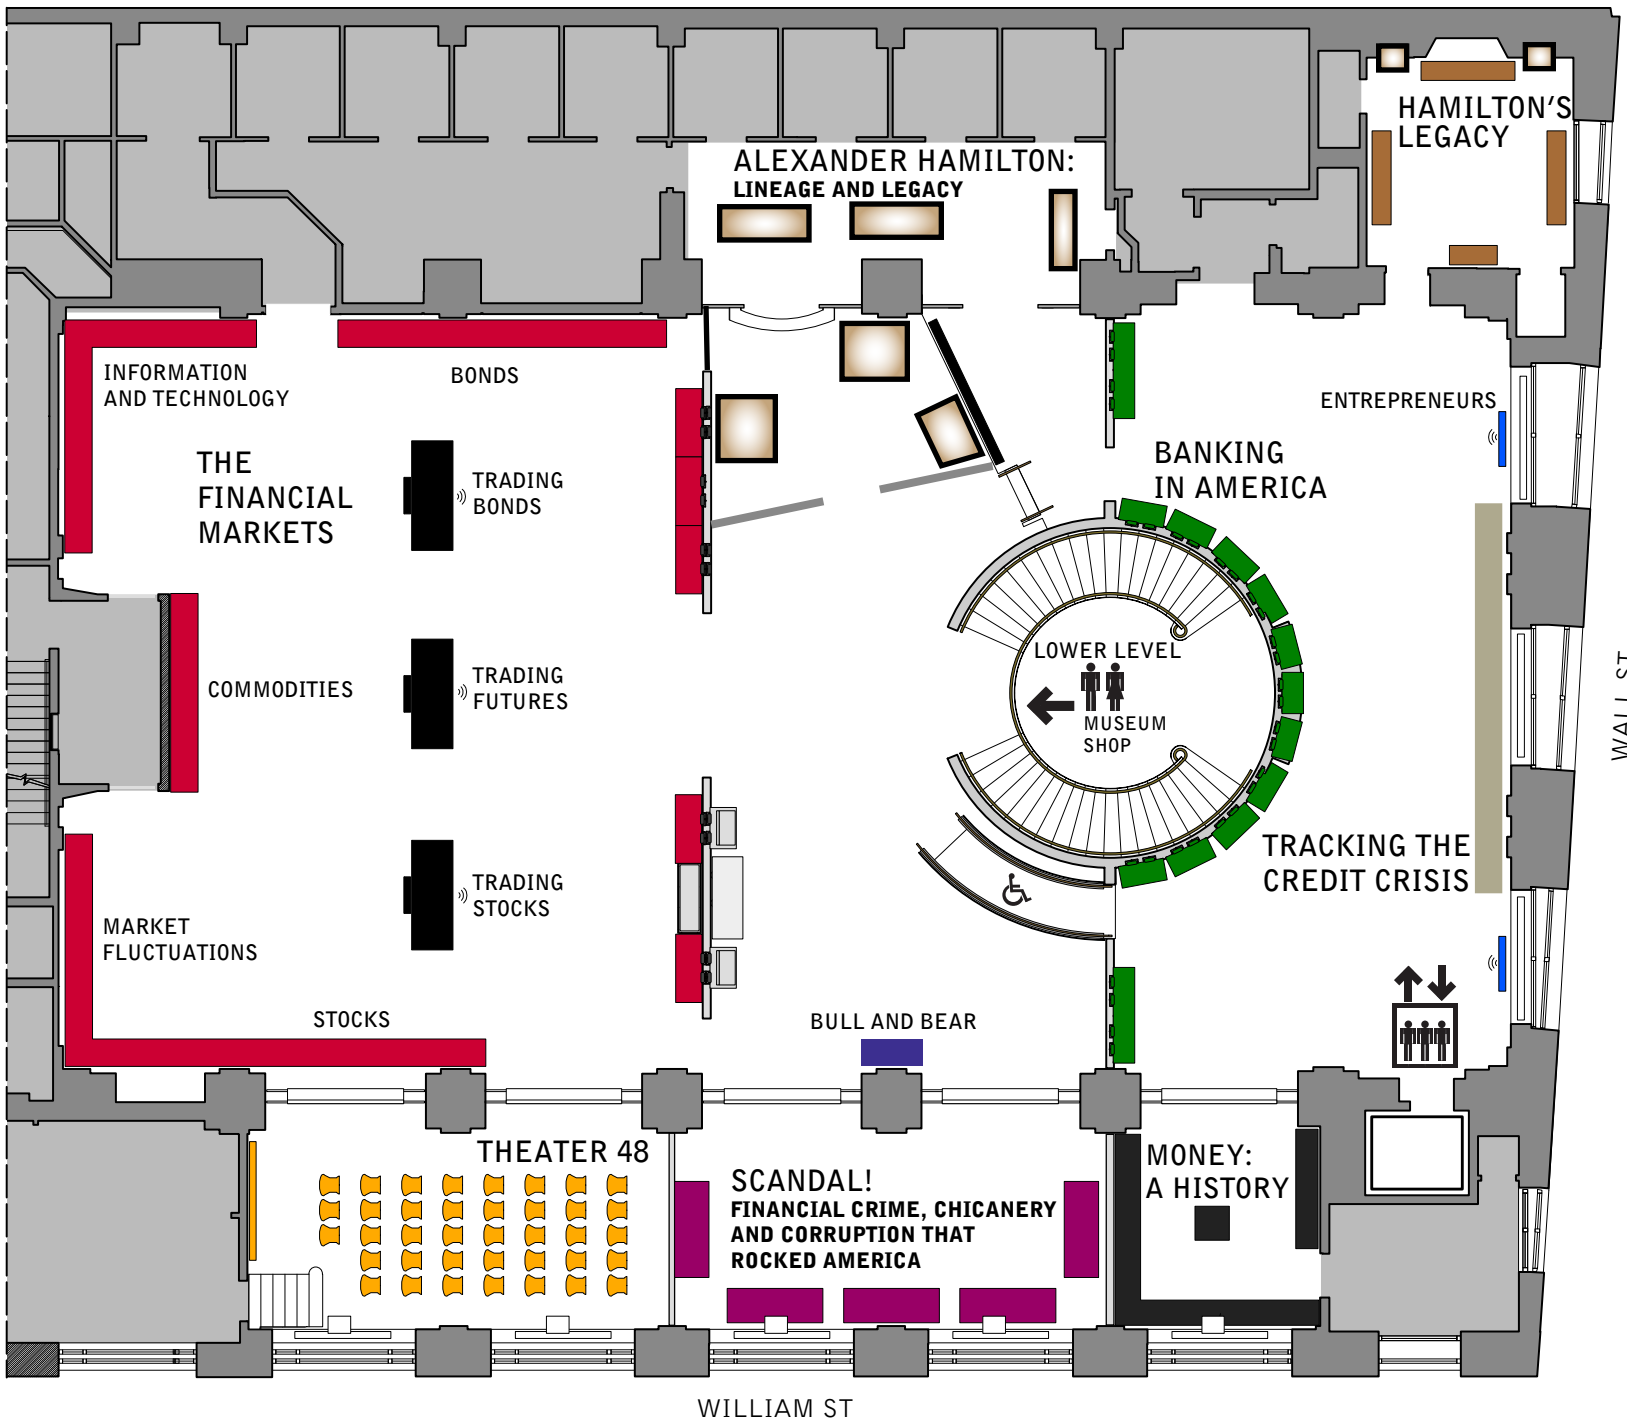 HAMILTON'S
LEGACY
ALEXANDER HAMILTON:
LINEAGE AND LEGACY
INFORMATION
AND TECHNOLOGY
BONDS
ENTREPRENEURS
THE
FINANCIAL
MARKETS
TRADING
BONDS
BANKING
IN AMERICA
LOWER LEVEL
MUSEUM
SHOP
COMMODITIES
TRADING
FUTURES
WALL ST
TRACKING THE
CREDIT CRISIS
TRADING
STOCKS
MARKET
FLUCTUATIONS
STOCKS
BULL AND BEAR
THEATER 48
SCANDAL!
FINANCIAL CRIME, CHICANERY
AND CORRUPTION THAT
ROCKED AMERICA
MONEY:
A HISTORY
WILLIAM ST